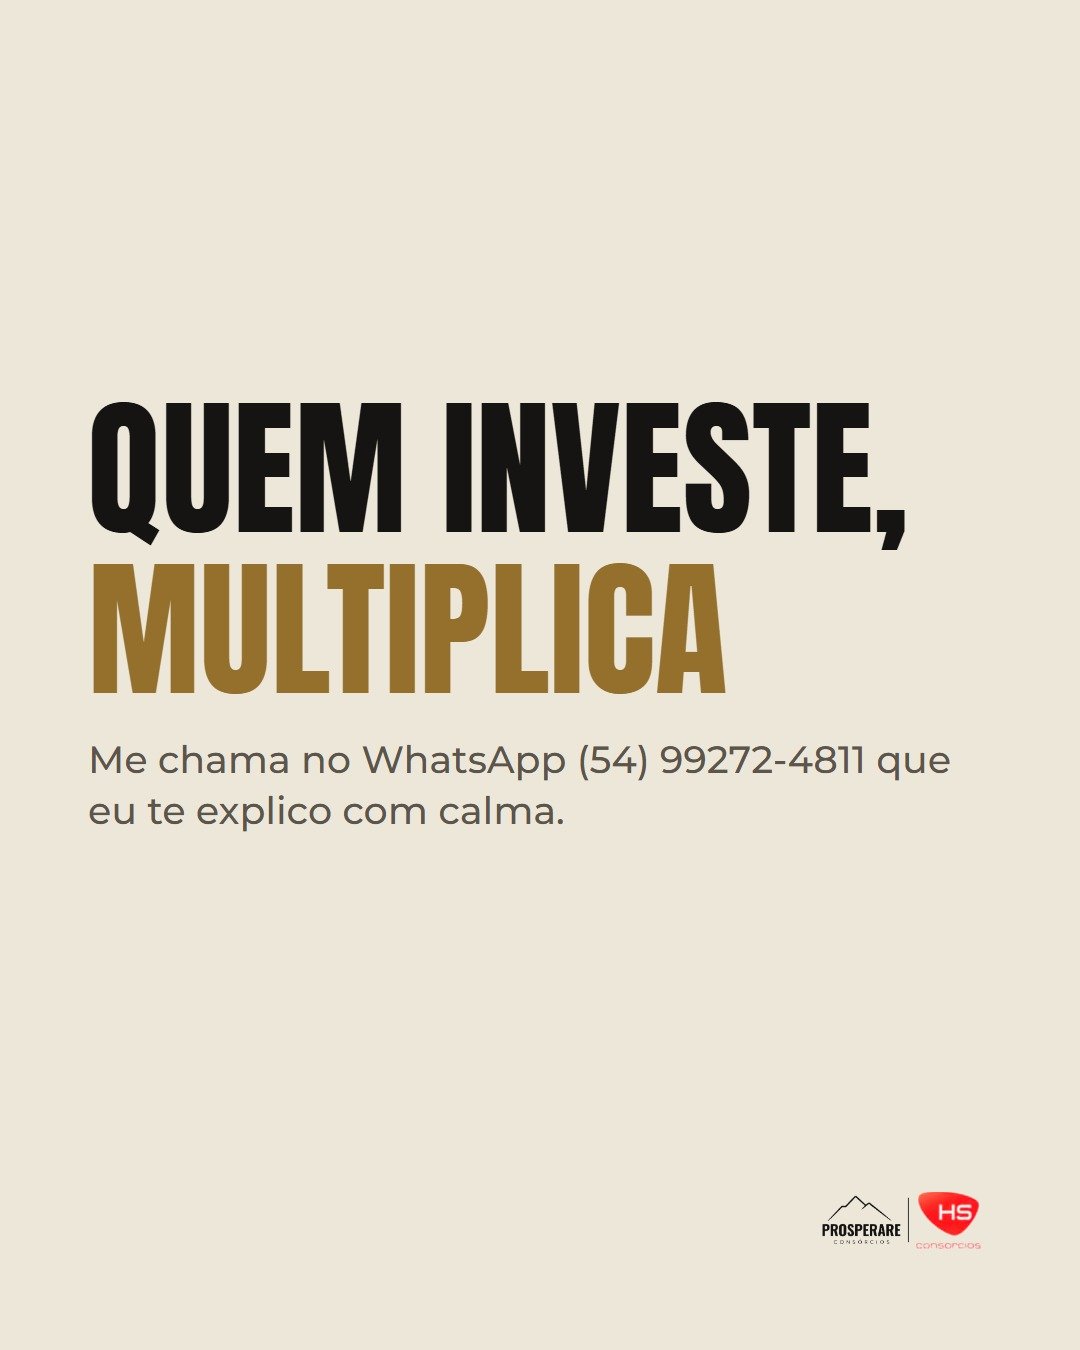 QUEM INVESTE,
MULTIPLICA
Me chama no WhatsApp (54) 99272-4811 que
eu te explico com calma.
PROSPERARE
CONSÓRCIOS
HS
consorcios